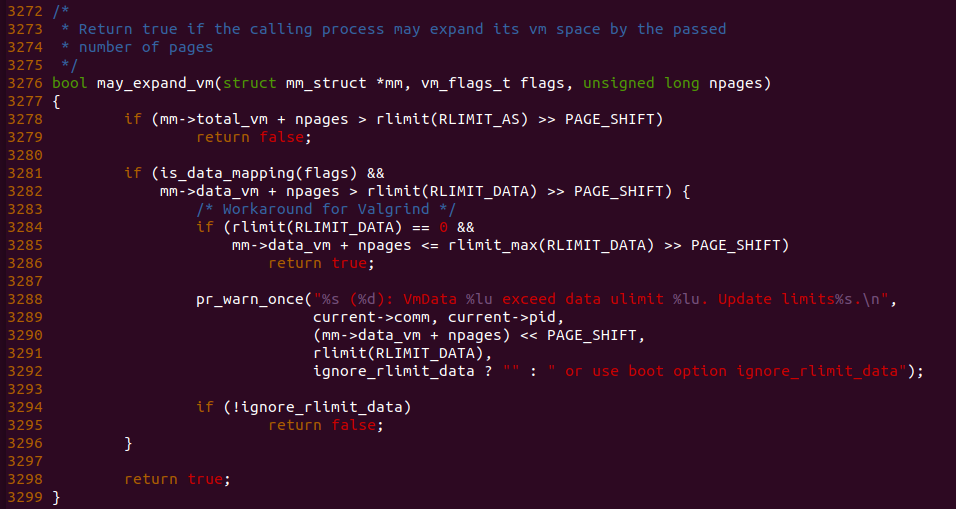 3272 /*
3273  * Return true if the calling process may expand its vm space by the passed
3274  * number of pages
3275  */
3276 bool may_expand_vm(struct mm_struct *mm, vm_flags_t flags, unsigned long npages)
3277 {
3278         if (mm->total_vm + npages > rlimit(RLIMIT_AS) >> PAGE_SHIFT)
3279                 return false;
3280
3281         if (is_data_mapping(flags) &&
3282             mm->data_vm + npages > rlimit(RLIMIT_DATA) >> PAGE_SHIFT) {
3283                 /* Workaround for Valgrind */
3284                 if (rlimit(RLIMIT_DATA) == 0 &&
3285                     mm->data_vm + npages <= rlimit_max(RLIMIT_DATA) >> PAGE_SHIFT)
3286                         return true;
3287
3288                 pr_warn_once("%s (%d): VmData %lu exceed data ulimit %lu. Update limits%s.\n",
3289                              current->comm, current->pid,
3290                              (mm->data_vm + npages) << PAGE_SHIFT,
3291                              rlimit(RLIMIT_DATA),
3292                              ignore_rlimit_data ? "" : " or use boot option ignore_rlimit_data");
3293
3294                 if (!ignore_rlimit_data)
3295                         return false;
3296         }
3297
3298         return true;
3299 }